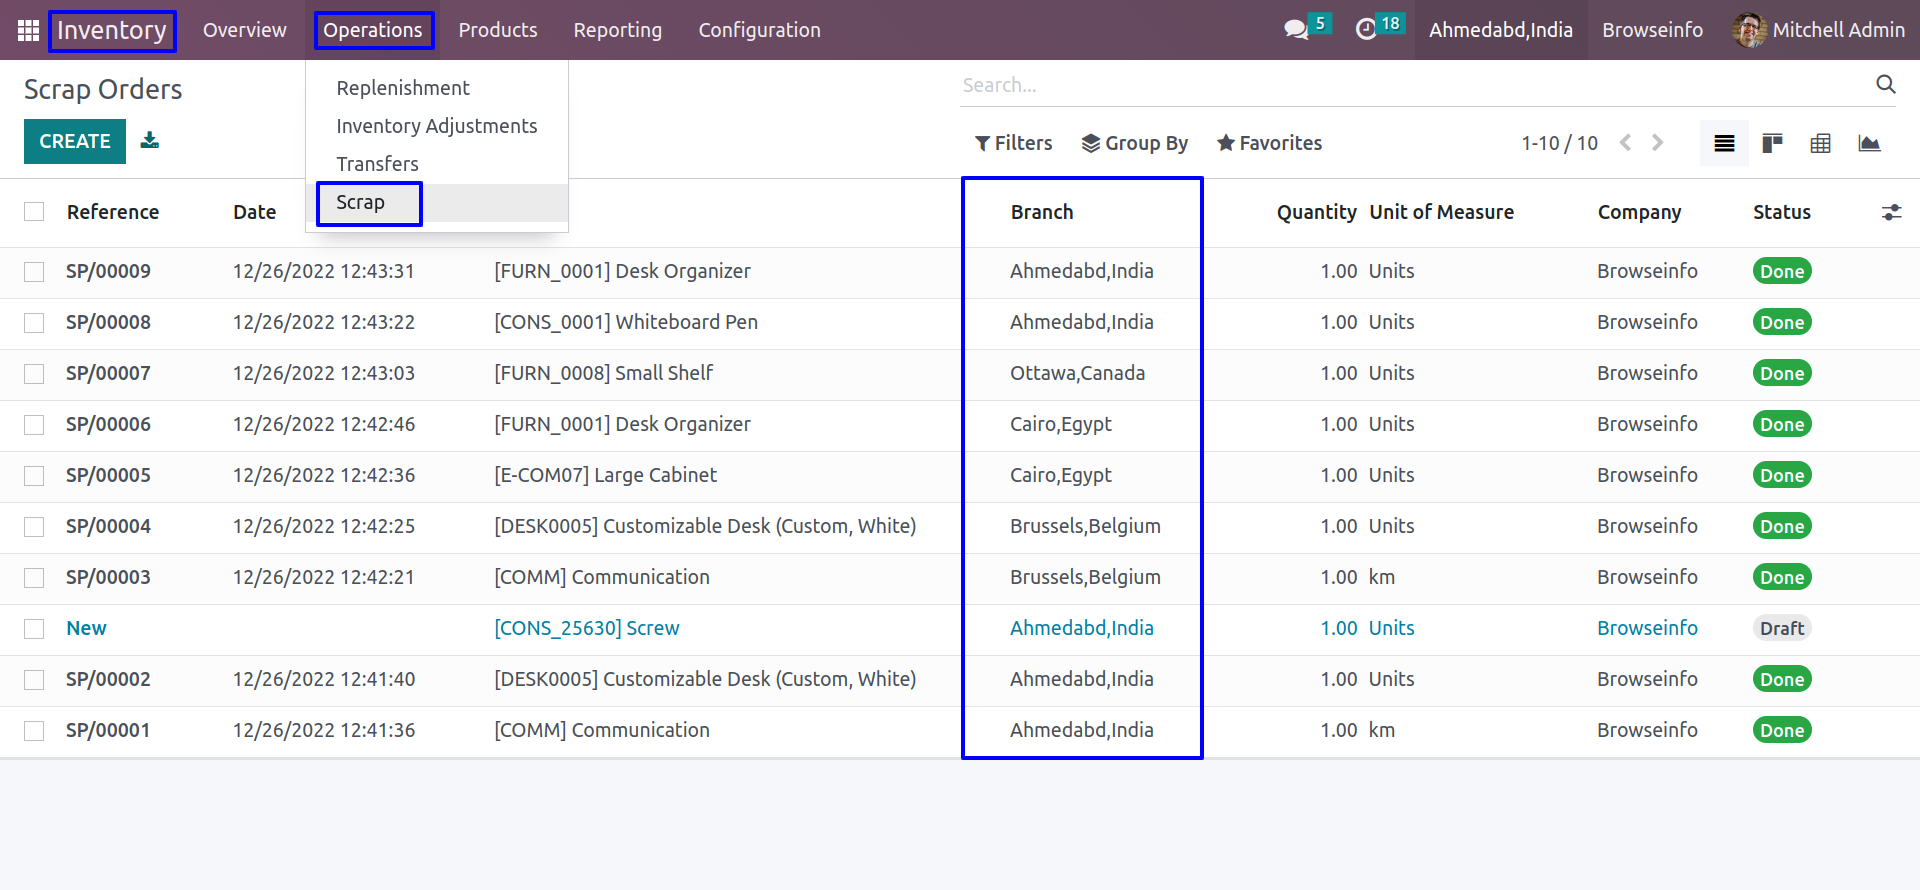 Inventory Overview Operations Products Reporting Configuration 5 18 Ahmedabd,India Browseinfo Mitchell Admin
Scrap Orders
Search...
CREATE
Replenishment
Inventory Adjustments
Transfers
Scrap
Filters Group By Favorites 1-10 / 10
Reference Date Branch Quantity Unit of Measure Company Status
SP/00009 12/26/2022 12:43:31 [FURN_0001] Desk Organizer Ahmedabd,India 1.00 Units Browseinfo Done
SP/00008 12/26/2022 12:43:22 [CONS_0001] Whiteboard Pen Ahmedabd,India 1.00 Units Browseinfo Done
SP/00007 12/26/2022 12:43:03 [FURN_0008] Small Shelf Ottawa,Canada 1.00 Units Browseinfo Done
SP/00006 12/26/2022 12:42:46 [FURN_0001] Desk Organizer Cairo,Egypt 1.00 Units Browseinfo Done
SP/00005 12/26/2022 12:42:36 [E-COM07] Large Cabinet Cairo,Egypt 1.00 Units Browseinfo Done
SP/00004 12/26/2022 12:42:25 [DESK0005] Customizable Desk (Custom, White) Brussels,Belgium 1.00 Units Browseinfo Done
SP/00003 12/26/2022 12:42:21 [COMM] Communication Brussels,Belgium 1.00 km Browseinfo Done
New [CONS_25630] Screw Ahmedabd,India 1.00 Units Browseinfo Draft
SP/00002 12/26/2022 12:41:40 [DESK0005] Customizable Desk (Custom, White) Ahmedabd,India 1.00 Units Browseinfo Done
SP/00001 12/26/2022 12:41:36 [COMM] Communication Ahmedabd,India 1.00 km Browseinfo Done